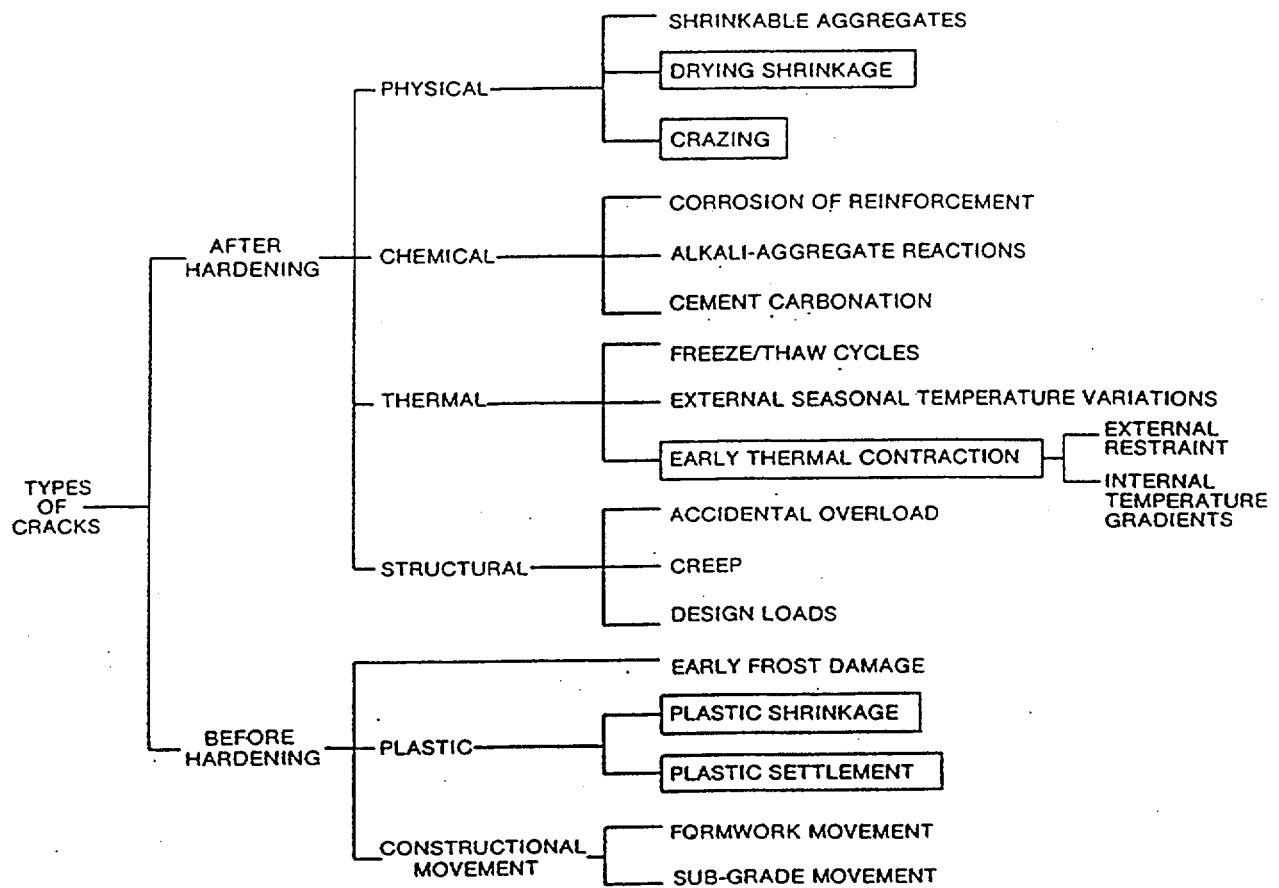 TYPES
OF
CRACKS
AFTER
HARDENING
PHYSICAL
SHRINKABLE AGGREGATES
DRYING SHRINKAGE
CRAZING
CHEMICAL
CORROSION OF REINFORCEMENT
ALKALI-AGGREGATE REACTIONS
CEMENT CARBONATION
THERMAL
FREEZE/THAW CYCLES
EXTERNAL SEASONAL TEMPERATURE VARIATIONS
EARLY THERMAL CONTRACTION
EXTERNAL
RESTRAINT
INTERNAL
TEMPERATURE
GRADIENTS
STRUCTURAL
ACCIDENTAL OVERLOAD
CREEP
DESIGN LOADS
BEFORE
HARDENING
EARLY FROST DAMAGE
PLASTIC
PLASTIC SHRINKAGE
PLASTIC SETTLEMENT
CONSTRUCTIONAL
MOVEMENT
FORMWORK MOVEMENT
SUB-GRADE MOVEMENT